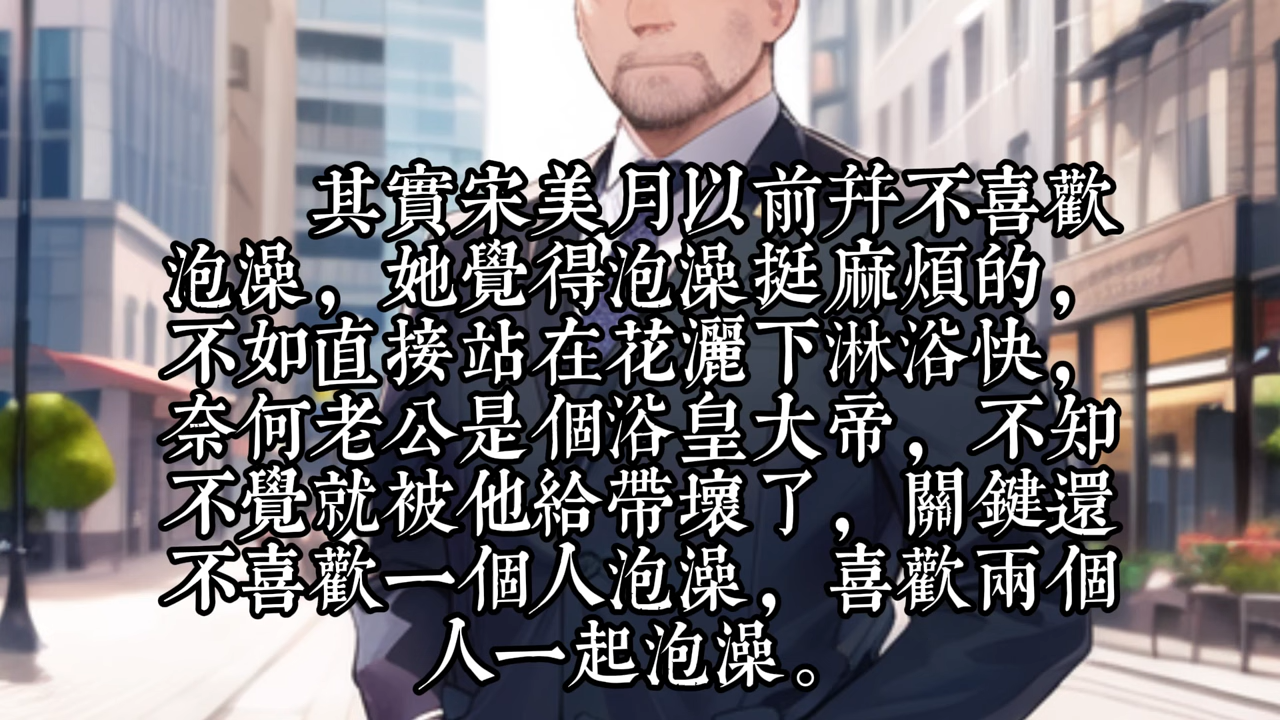 其實宋美月以前并不喜歡
泡澡，她覺得泡澡挺麻煩的，
不如直接站在花灑下淋浴快，
奈何老公是個浴皇大帝，不知
不覺就被他給帶壞了，關鍵還
不喜歡一個人泡澡，喜歡兩個
人一起泡澡。